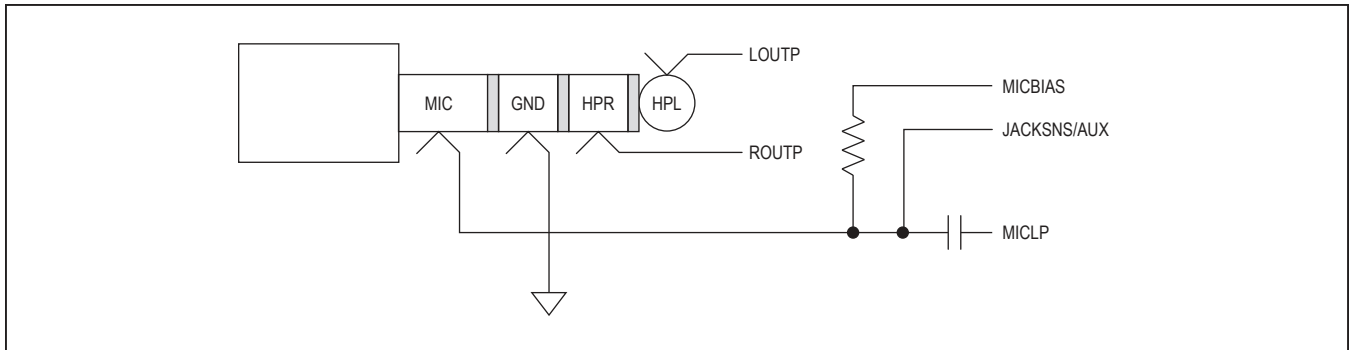 LOUTP
MIC GND HPR HPL
MICBIAS
JACKSNS/AUX
ROUTP
MICLP